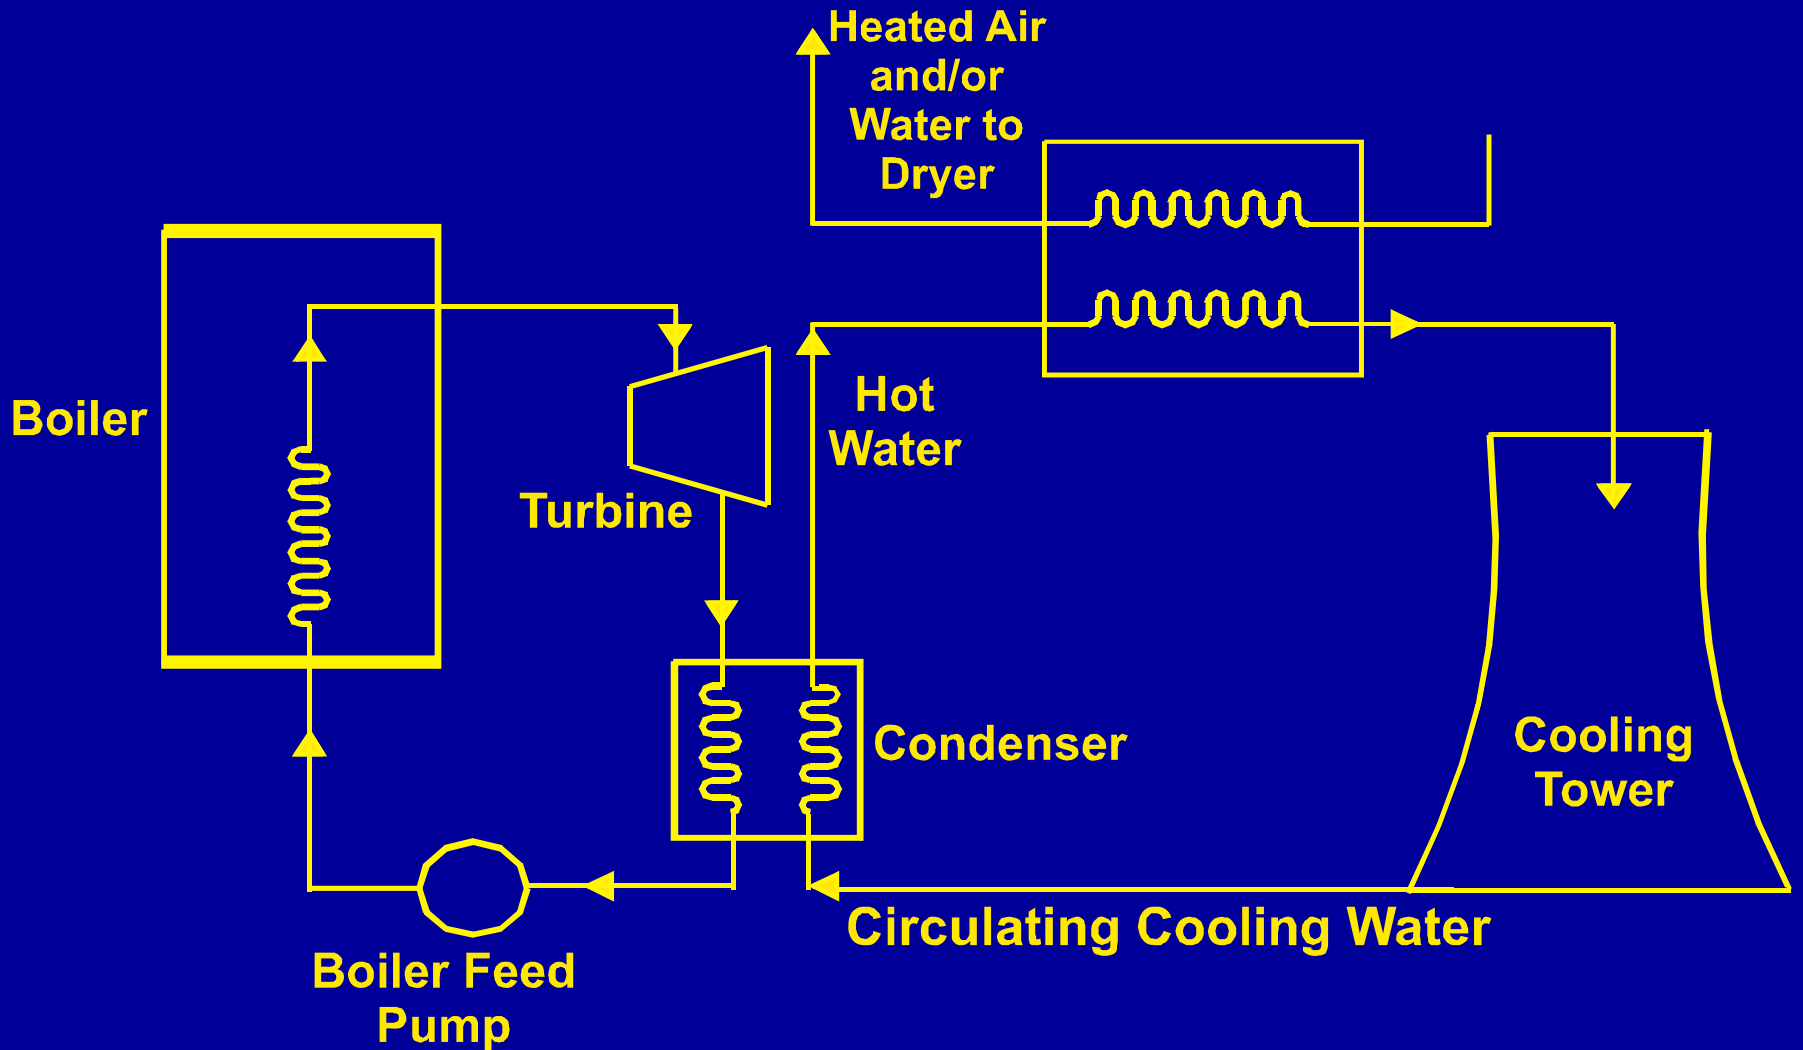 Heated Air
and/or
Water to
Dryer
Boiler
Hot
Water
Turbine
Condenser
Cooling
Tower
Circulating Cooling Water
Boiler Feed
Pump